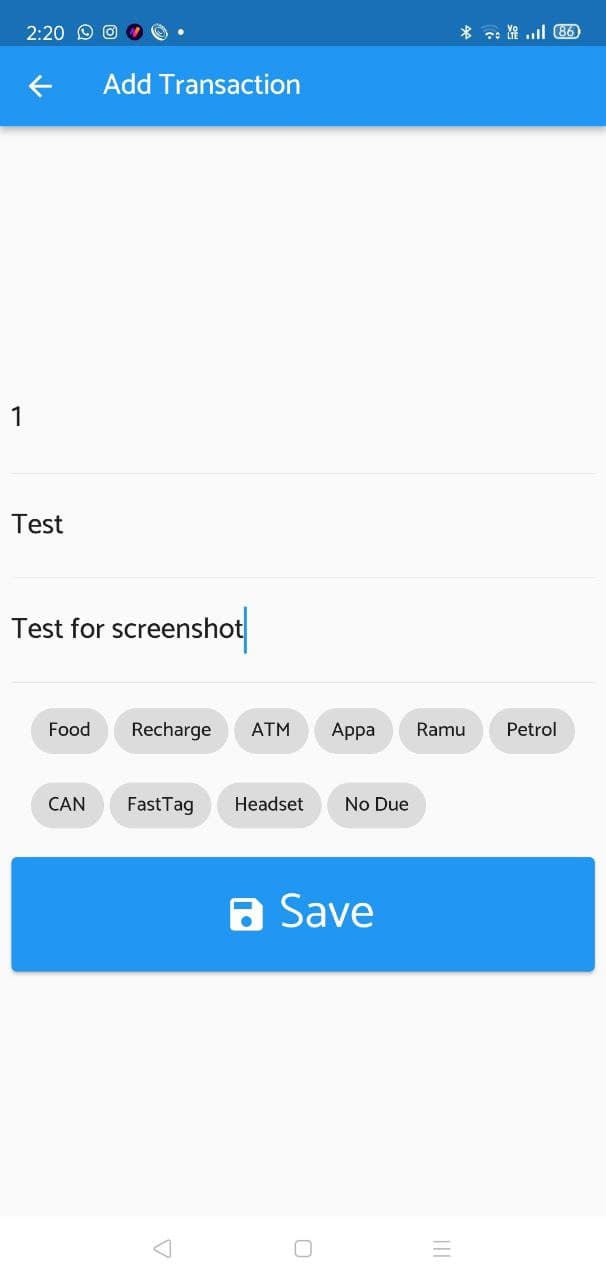 2:20 VoLTE 86
Add Transaction
1
Test
Test for screenshot
Food Recharge ATM Appa Ramu Petrol
CAN FastTag Headset No Due
Save